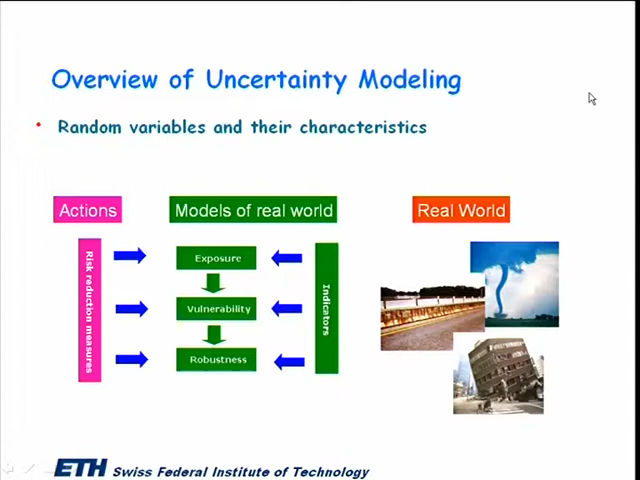 Overview of Uncertainty Modeling
• Random variables and their characteristics
Actions
Models of real world
Real World
Risk reduction measures
Exposure
Vulnerability
Robustness
Indicators
ETH Swiss Federal Institute of Technology